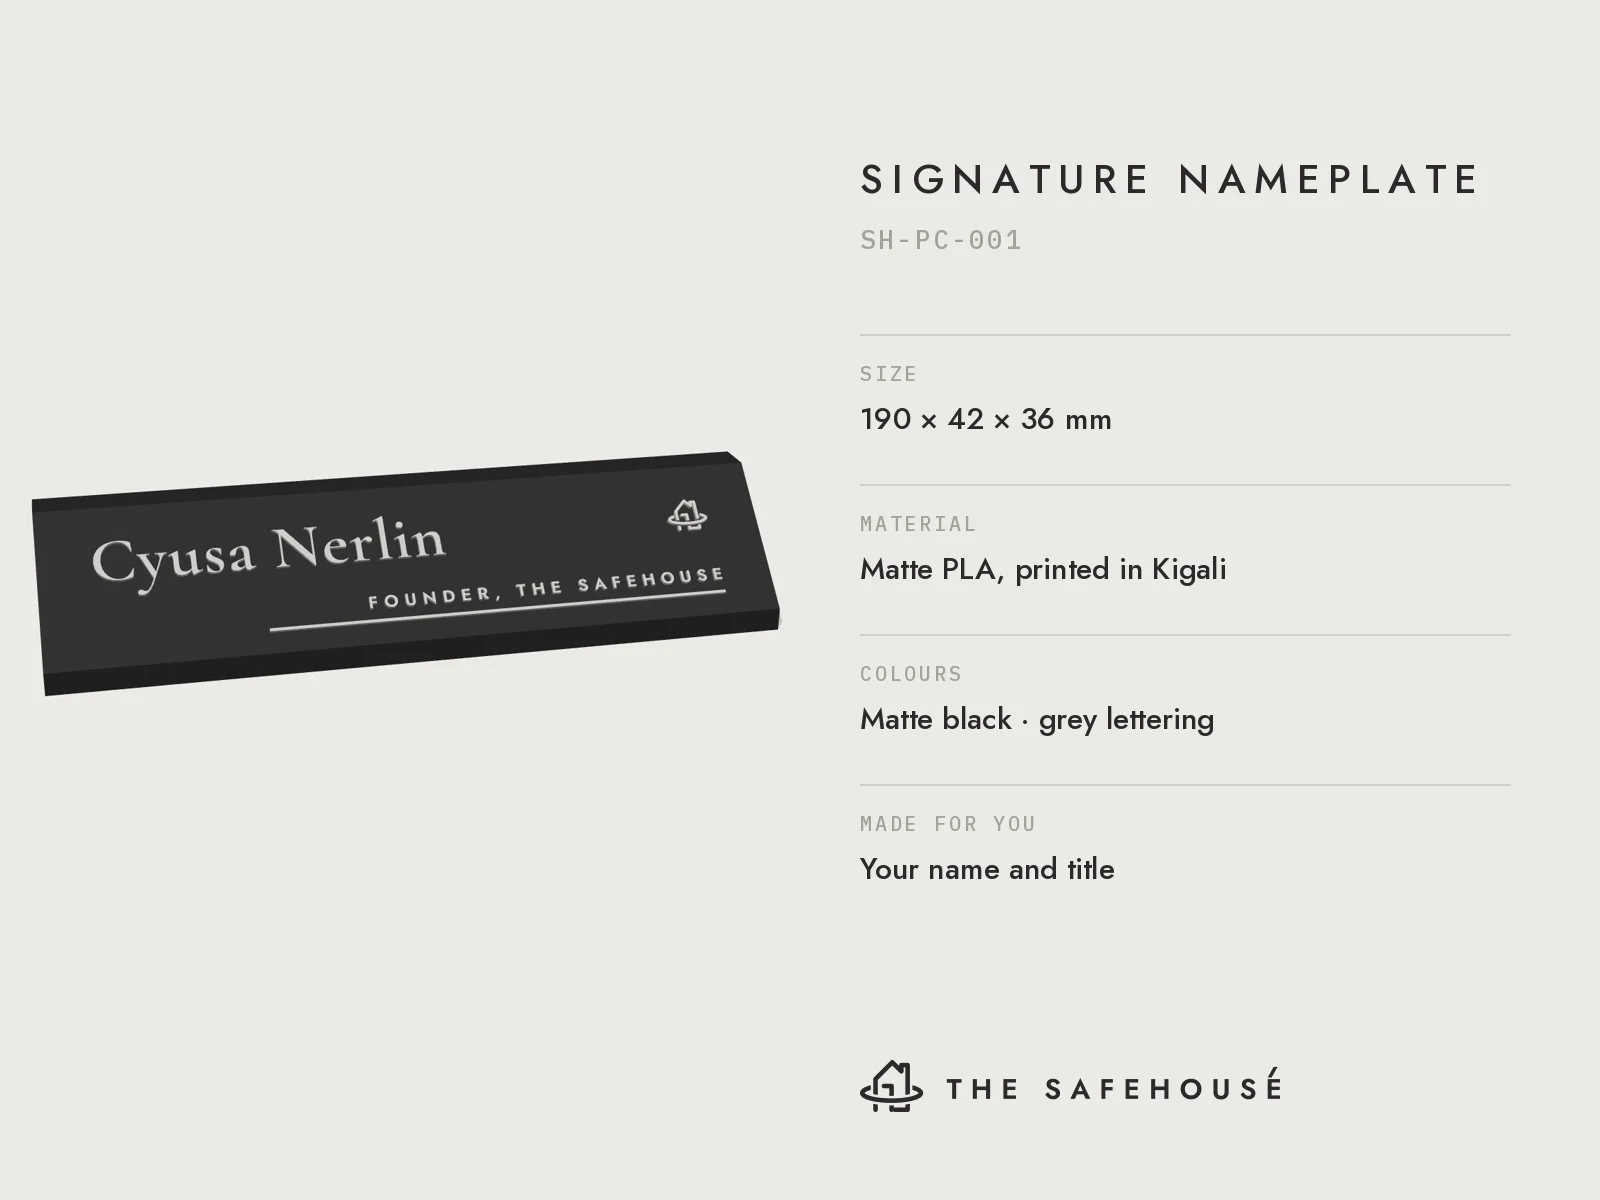 Cyusa Nerlin
FOUNDER, THE SAFEHOUSE
SIGNATURE NAMEPLATE
SH-PC-001
SIZE
190 × 42 × 36 mm
MATERIAL
Matte PLA, printed in Kigali
COLOURS
Matte black · grey lettering
MADE FOR YOU
Your name and title
THE SAFEHOUSÉ